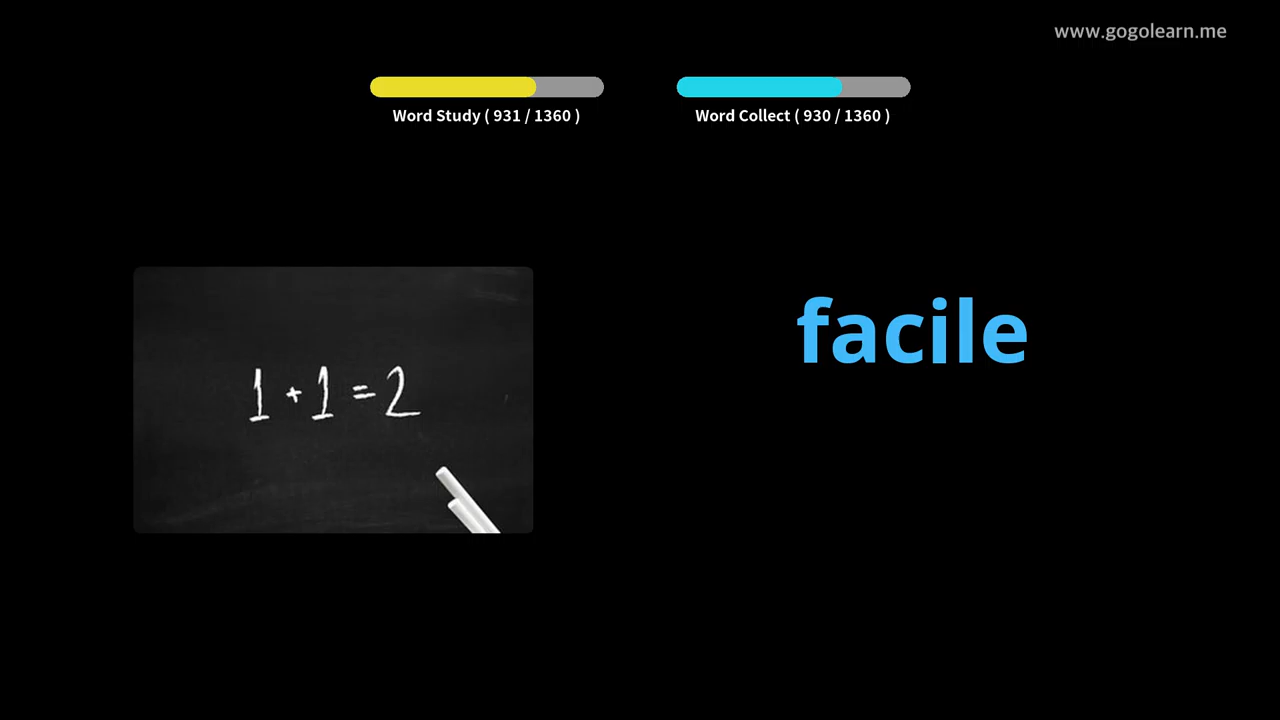 www.gogolearn.me
Word Study ( 931 / 1360 )
Word Collect ( 930 / 1360 )
1 + 1 = 2
facile